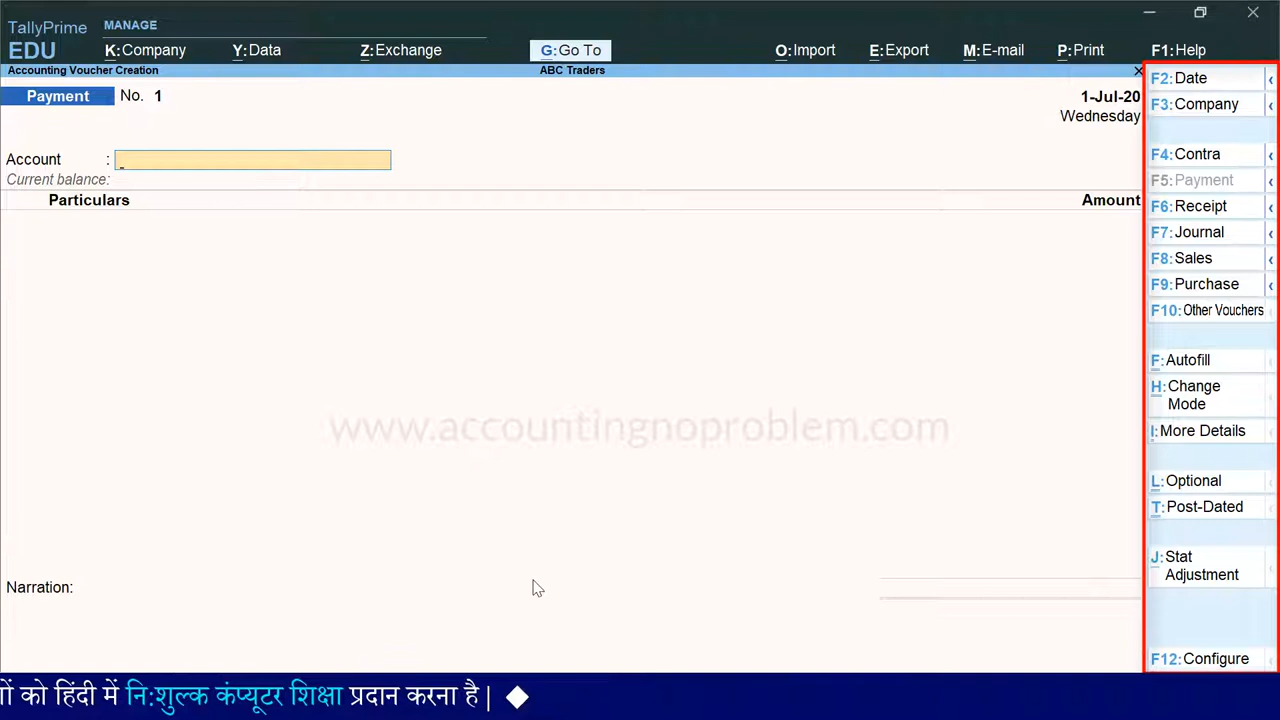 TallyPrime MANAGE
EDU K:Company Y:Data Z:Exchange G:Go To O:Import E:Export M:E-mail P:Print F1:Help
Accounting Voucher Creation ABC Traders ×
Payment No. 1 1-Jul-20
Wednesday
Account :
Current balance:
Particulars Amount
F2:Date
F3:Company
F4:Contra
F5:Payment
F6:Receipt
F7:Journal
F8:Sales
F9:Purchase
F10:Other Vouchers
F:Autofill
H:Change
Mode
I:More Details
L:Optional
T:Post-Dated
J:Stat
Adjustment
F12:Configure
www.accountingnoproblem.com
Narration:
को हिंदी में नि:शुल्क कंप्यूटर शिक्षा प्रदान करना है | ◆